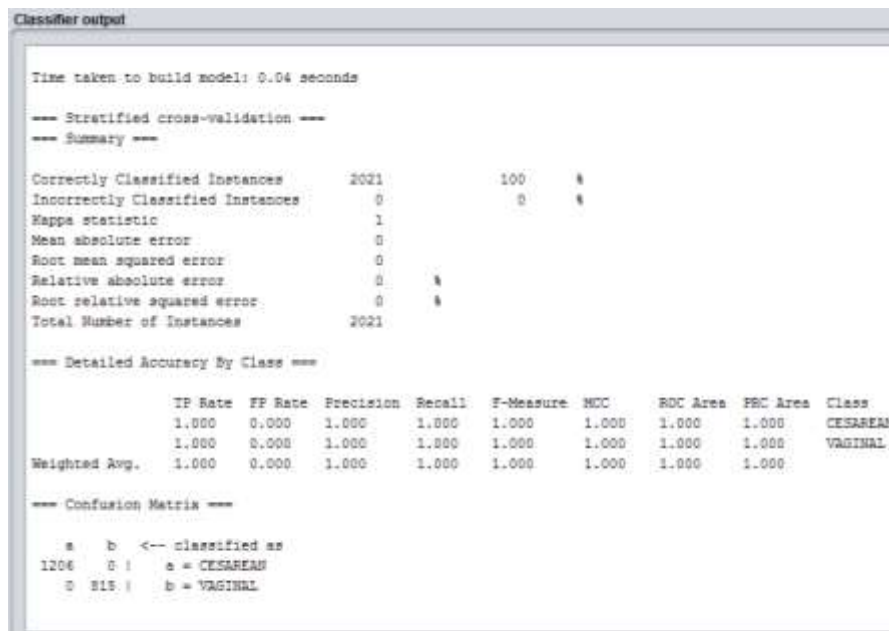 Classifier output
Time taken to build model: 0.04 seconds
=== Stratified cross-validation ===
=== Summary ===
Correctly Classified Instances 2021 100 %
Incorrectly Classified Instances 0 0 %
Kappa statistic 1
Mean absolute error 0
Root mean squared error 0
Relative absolute error 0 %
Root relative squared error 0 %
Total Number of Instances 2021
=== Detailed Accuracy By Class ===
TP Rate FP Rate Precision Recall F-Measure MCC ROC Area PRC Area Class
1.000 0.000 1.000 1.000 1.000 1.000 1.000 1.000 CESAREAN
1.000 0.000 1.000 1.000 1.000 1.000 1.000 1.000 VAGINAL
Weighted Avg. 1.000 0.000 1.000 1.000 1.000 1.000 1.000 1.000
=== Confusion Matrix ===
a b <-- classified as
1206 0 | a = CESAREAN
0 815 | b = VAGINAL